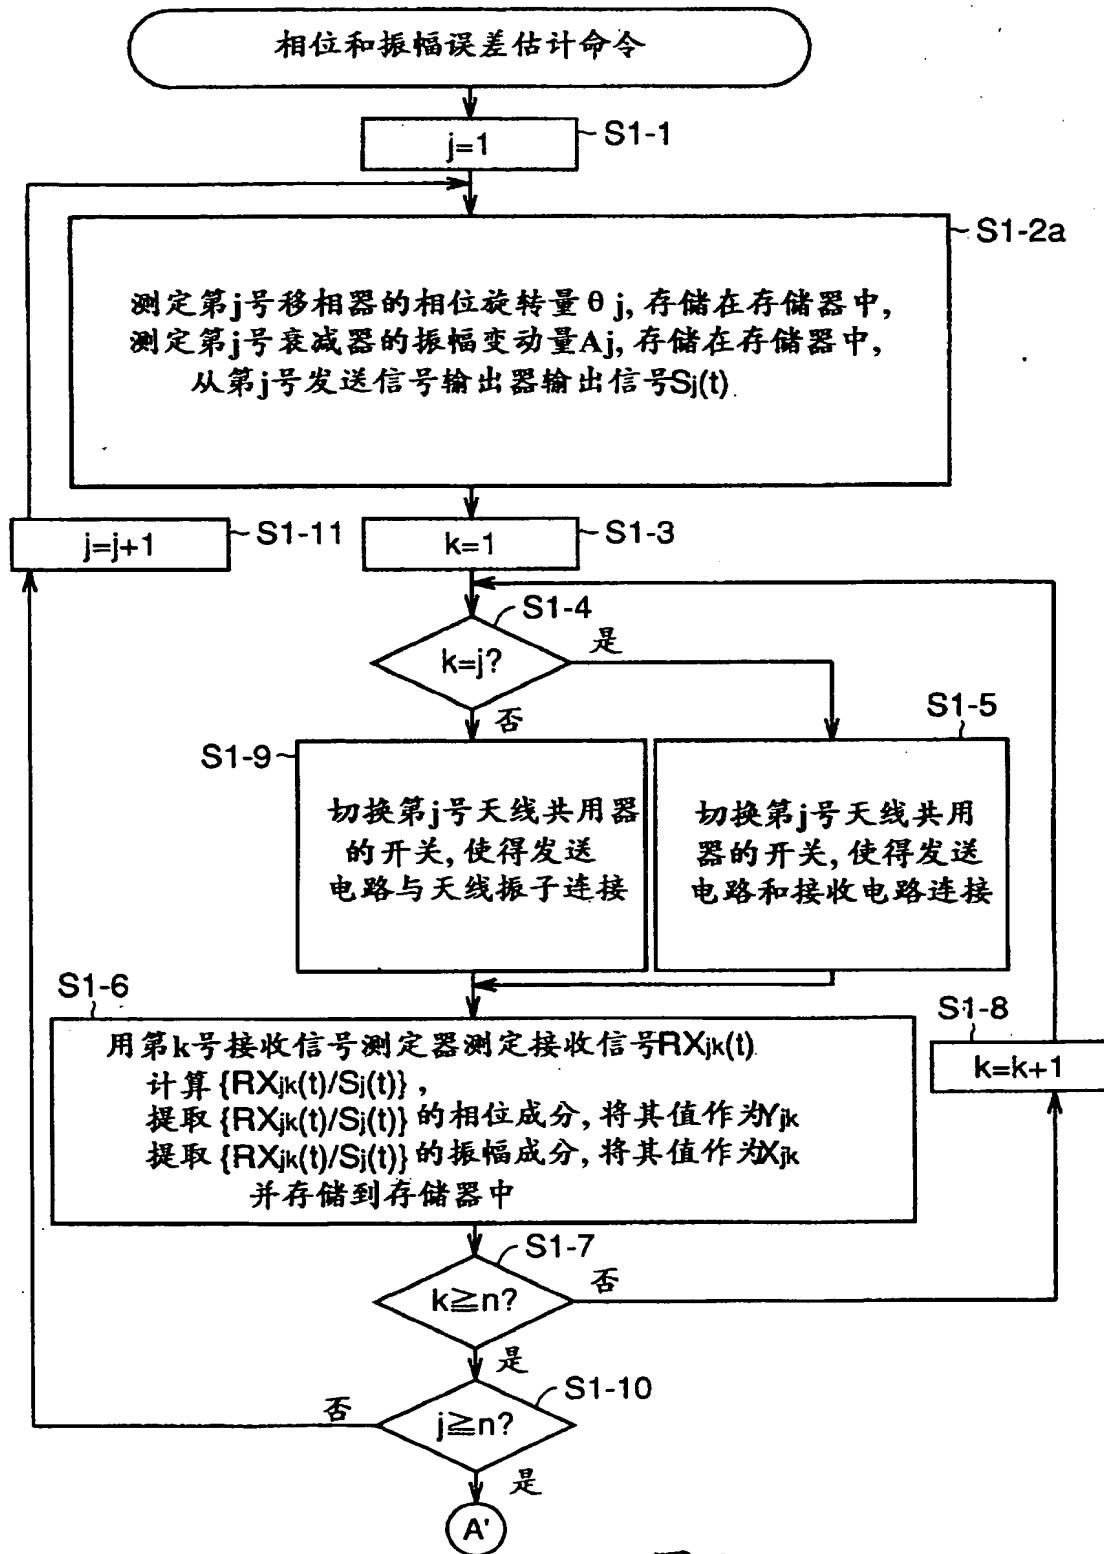 相位和振幅误差估计命令
j=1
S1-1
S1-2a
测定第j号移相器的相位旋转量θj,存储在存储器中,
测定第j号衰减器的振幅变动量Aj,存储在存储器中,
从第j号发送信号输出器输出信号Sj(t)
j=j+1
S1-11
k=1
S1-3
S1-4
k=j?
是
否
S1-9
S1-5
切换第j号天线共用器
的开关,使得发送
电路与天线振子连接
切换第j号天线共用
器的开关,使得发送
电路和接收电路连接
S1-6
用第k号接收信号测定器测定接收信号RXjk(t)
计算{RXjk(t)/Sj(t)},
提取{RXjk(t)/Sj(t)}的相位成分,将其值作为Yjk
提取{RXjk(t)/Sj(t)}的振幅成分,将其值作为Xjk
并存储到存储器中
S1-8
k=k+1
S1-7
k≧n?
否
是
S1-10
j≧n?
否
是
A'